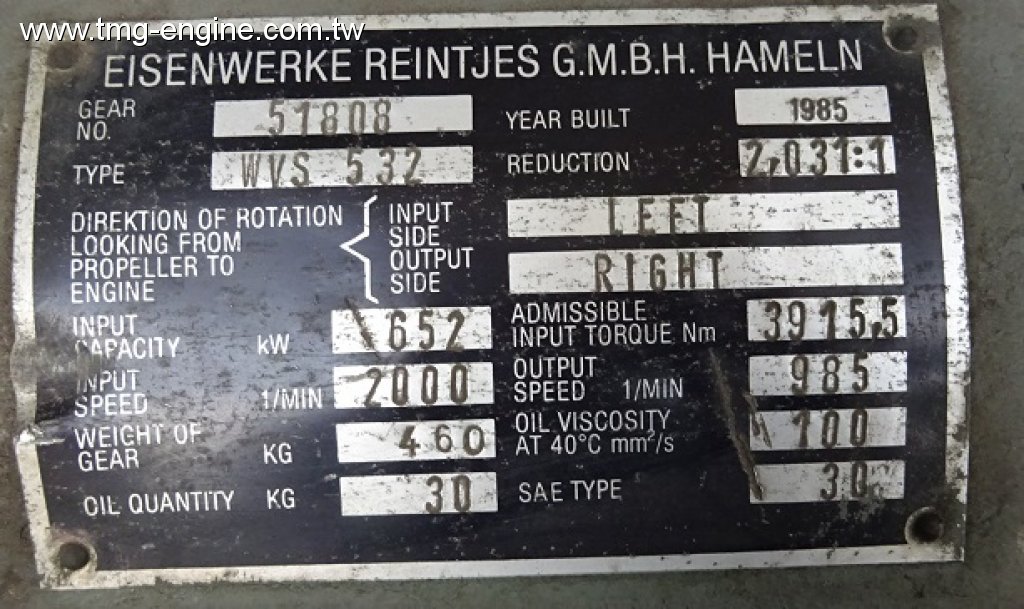 www.tmg-engine.com.tw
EISENWERKE REINTJES G.M.B.H. HAMELN
GEAR NO. 51808 YEAR BUILT 1985
TYPE WVS 532 REDUCTION 2,031:1
DIREKTION OF ROTATION
LOOKING FROM
PROPELLER TO
ENGINE
INPUT SIDE LEFT
OUTPUT SIDE RIGHT
INPUT CAPACITY kW 652 ADMISSIBLE INPUT TORQUE Nm 3915,5
INPUT SPEED 1/MIN 2000 OUTPUT SPEED 1/MIN 985
WEIGHT OF GEAR KG 460 OIL VISCOSITY AT 40°C mm²/s 100
OIL QUANTITY KG 30 SAE TYPE 30